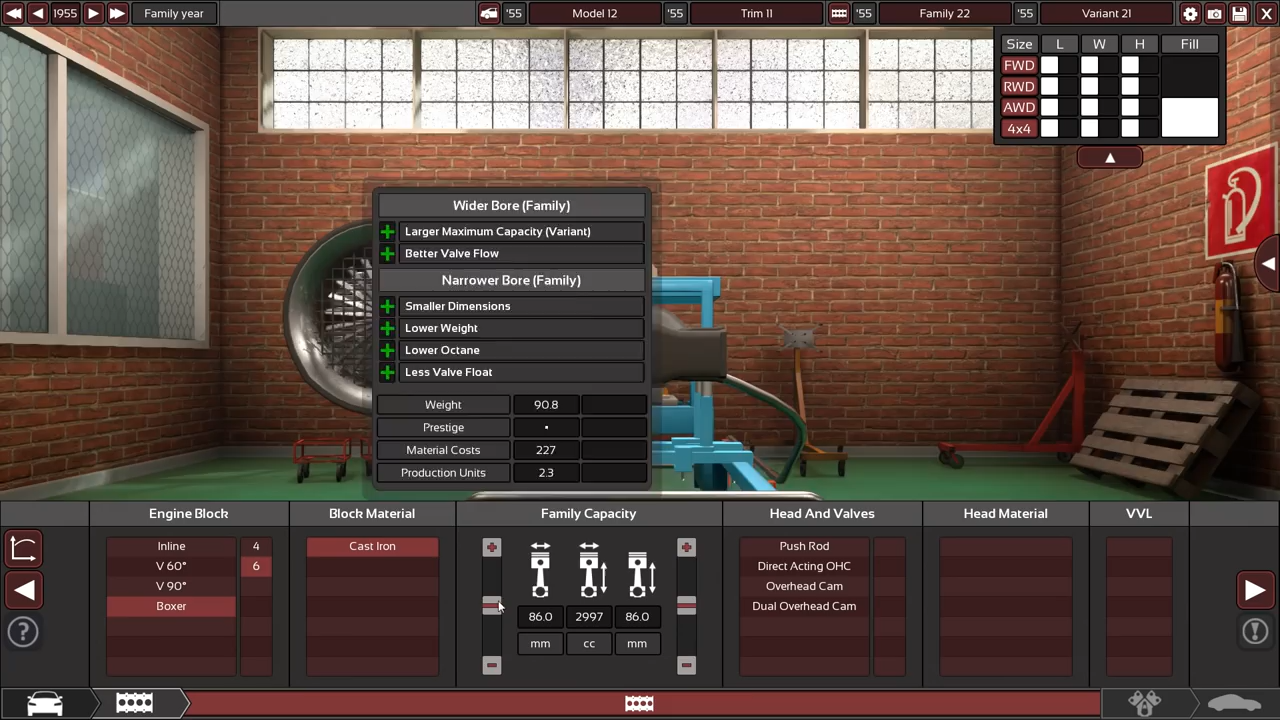 1955 Family year '55 Model 12 '55 Trim 11 '55 Family 22 '55 Variant 21
Size L W H Fill
FWD
RWD
AWD
4x4
Wider Bore (Family)
Larger Maximum Capacity (Variant)
Better Valve Flow
Narrower Bore (Family)
Smaller Dimensions
Lower Weight
Lower Octane
Less Valve Float
Weight 90.8
Prestige
Material Costs 227
Production Units 2.3
Engine Block Block Material Family Capacity Head And Valves Head Material VVL
Inline 4 Cast Iron Push Rod
V 60° 6 Direct Acting OHC
V 90° Overhead Cam
Boxer Dual Overhead Cam
86.0 2997 86.0
mm cc mm